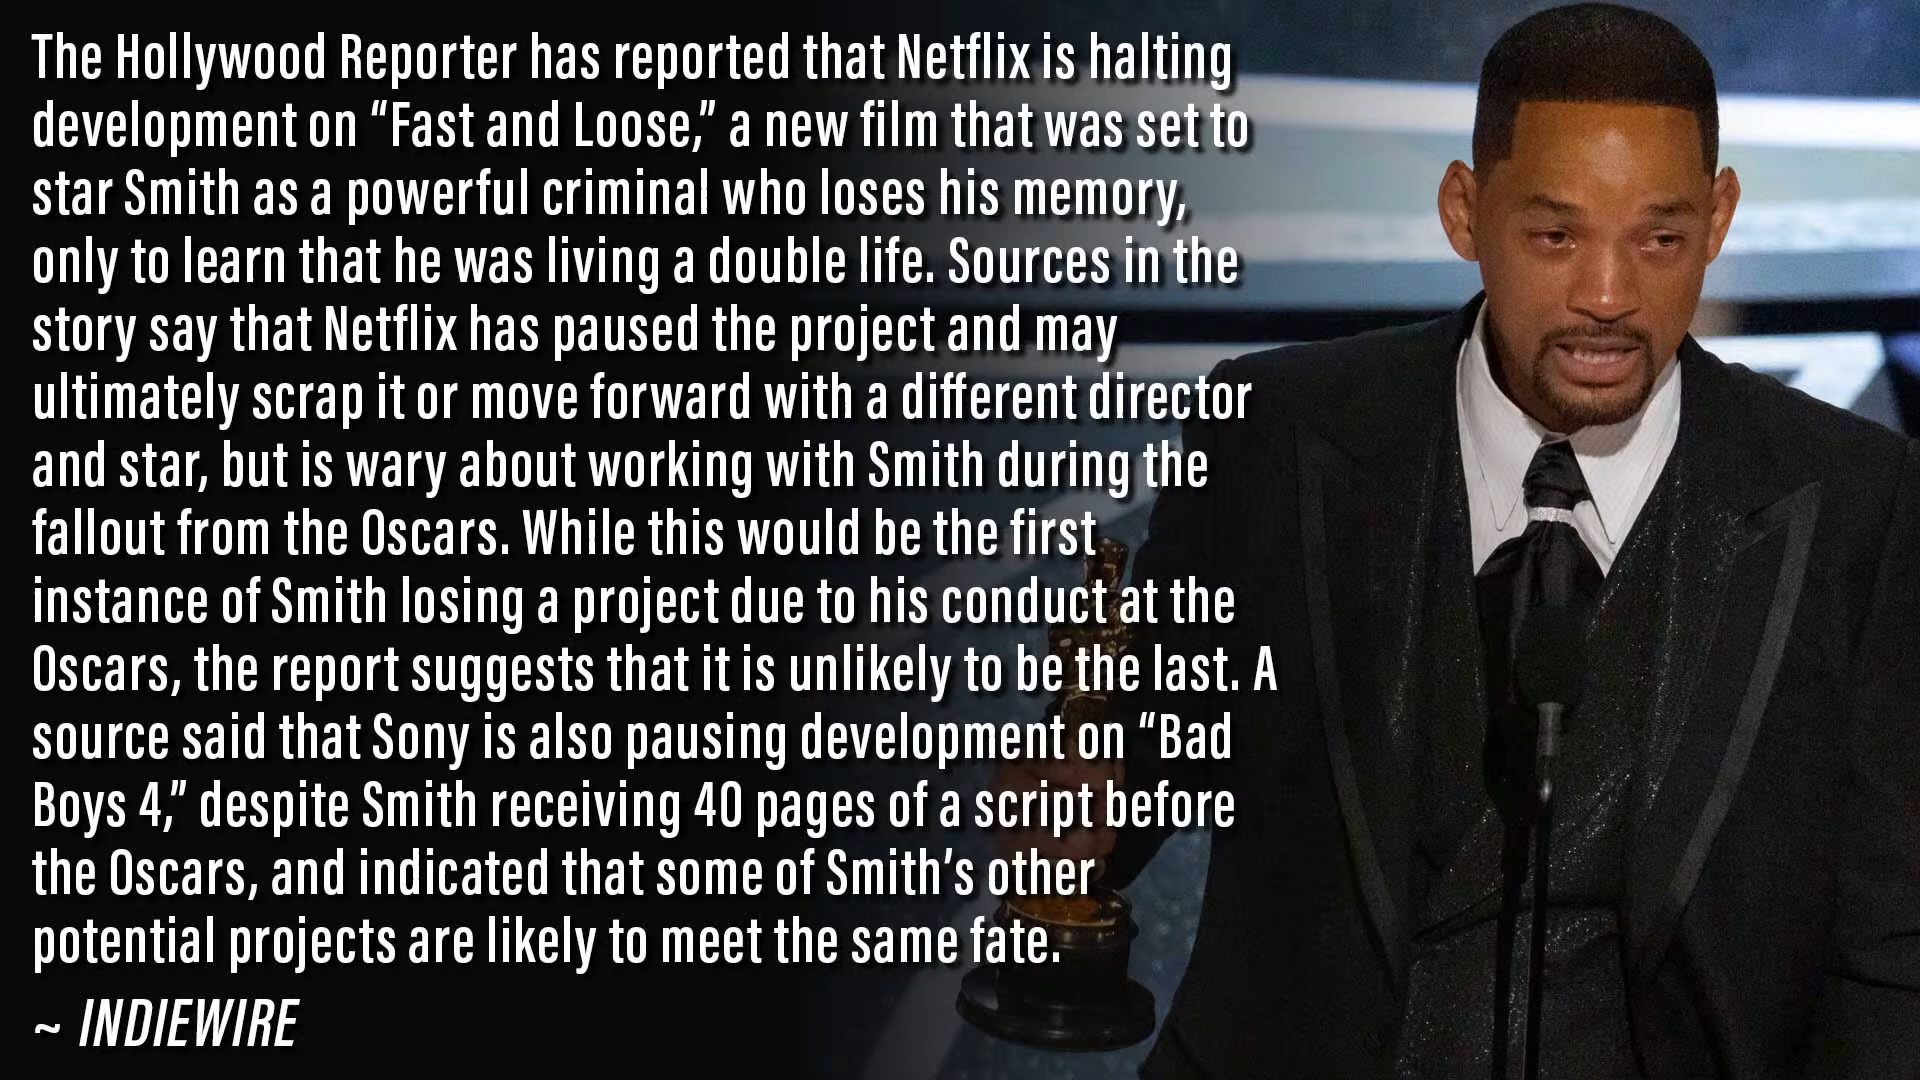 The Hollywood Reporter has reported that Netflix is halting
development on “Fast and Loose,” a new film that was set to
star Smith as a powerful criminal who loses his memory,
only to learn that he was living a double life. Sources in the
story say that Netflix has paused the project and may
ultimately scrap it or move forward with a different director
and star, but is wary about working with Smith during the
fallout from the Oscars. While this would be the first
instance of Smith losing a project due to his conduct at the
Oscars, the report suggests that it is unlikely to be the last. A
source said that Sony is also pausing development on “Bad
Boys 4,” despite Smith receiving 40 pages of a script before
the Oscars, and indicated that some of Smith’s other
potential projects are likely to meet the same fate.
~ INDIEWIRE